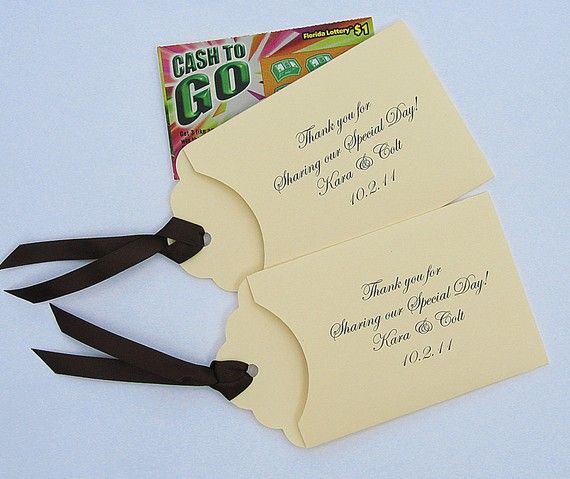 CASH TO
GO
Florida Lottery $1
Thank you for
Sharing our Special Day!
Kara & Colt
10.2.11
Thank you for
Sharing our Special Day!
Kara & Colt
10.2.11